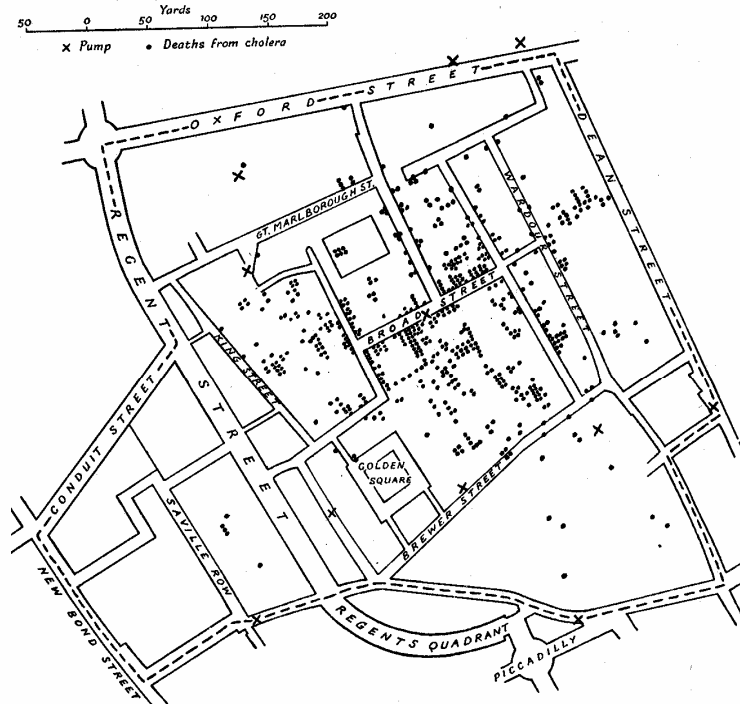 Yards
50 0 50 100 150 200
x Pump • Deaths from cholera
OXFORD STREET
DEAN STREET
REGENT STREET
GT. MARLBOROUGH ST.
WARDOUR STREET
BROAD STREET
KING STREET
CONDUIT STREET
GOLDEN
SQUARE
BREWER STREET
SAVILLE ROW
NEW BOND STREET
REGENTS QUADRANT
PICCADILLY